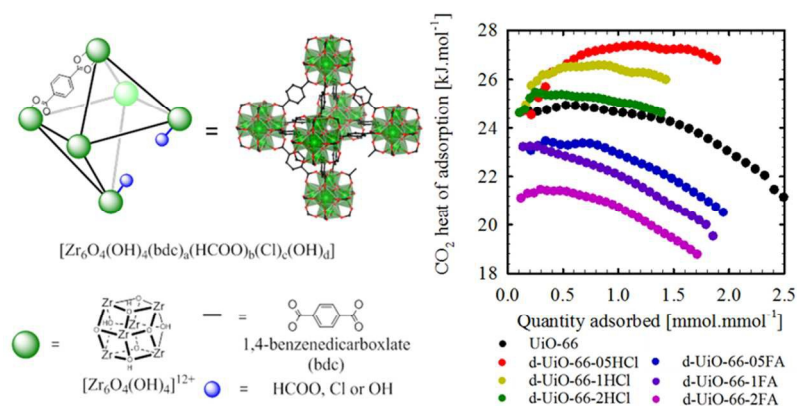 [Zr₆O₄(OH)₄(bdc)ₐ(HCOO)b(Cl)c(OH)d]
=
=
[Zr₆O₄(OH)₄]¹²⁺
=
1,4-benzenedicarboxlate
(bdc)
= HCOO, Cl or OH
CO₂ heat of adsorption [kJ.mol⁻¹]
28
26
24
22
20
18
0.0 0.5 1.0 1.5 2.0 2.5
Quantity adsorbed [mmol.mmol⁻¹]
UiO-66
d-UiO-66-05HCl
d-UiO-66-1HCl
d-UiO-66-2HCl
d-UiO-66-05FA
d-UiO-66-1FA
d-UiO-66-2FA